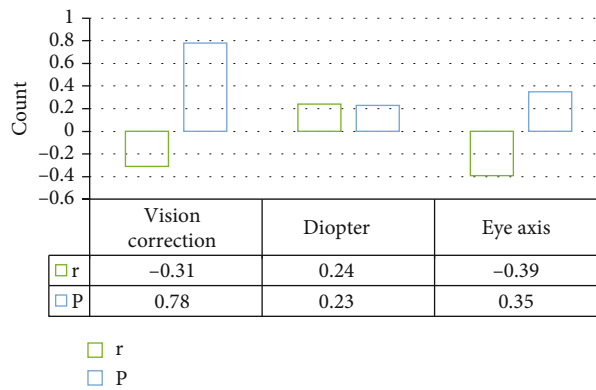 Count
1
0.8
0.6
0.4
0.2
0
−0.2
−0.4
−0.6
Vision correction Diopter Eye axis
r −0.31 0.24 −0.39
P 0.78 0.23 0.35
r
P